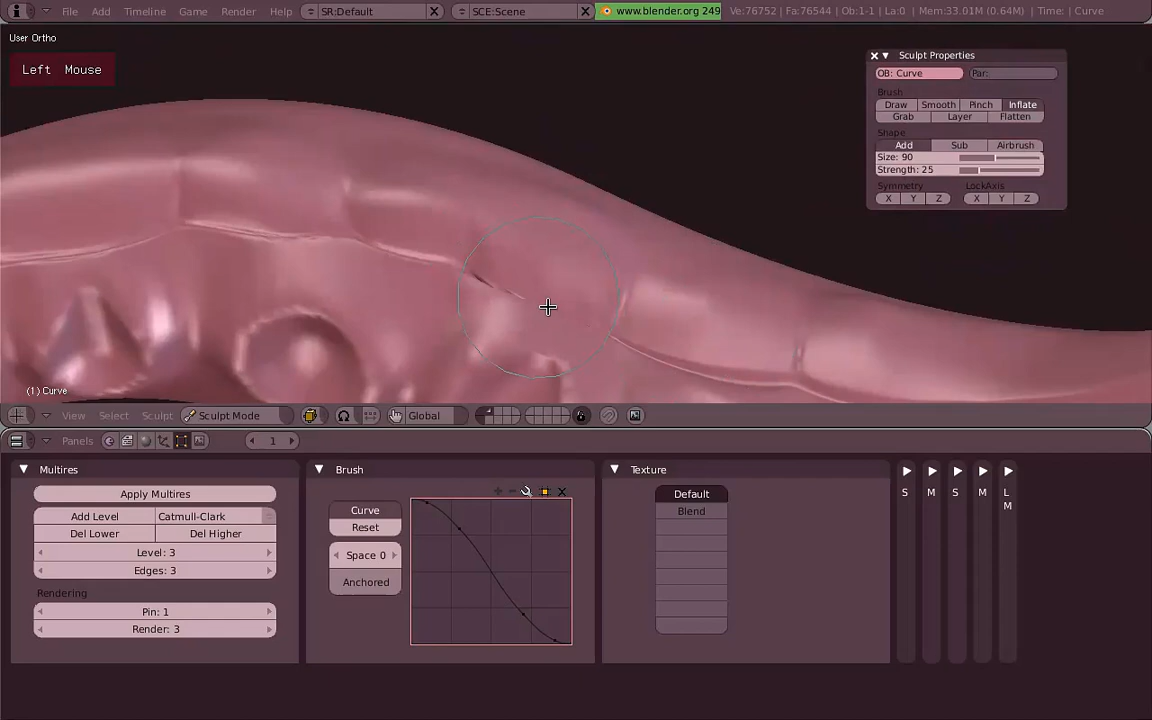 File Add Timeline Game Render Help SR:Default SCE:Scene www.blender.org 249 Ve:76752 | Fa:76544 | Ob:1-1 | La:0 | Mem:33.01M (0.64M) | Time: | Curve
User Ortho
Left Mouse
Sculpt Properties
OB: Curve Par:
Brush
Draw Smooth Pinch Inflate
Grab Layer Flatten
Shape
Add Sub Airbrush
Size: 90
Strength: 25
Symmetry LockAxis
X Y Z X Y Z
(1) Curve
View Select Sculpt Sculpt Mode Global
Panels 1
Multires Brush Texture
Apply Multires
Add Level Catmull-Clark
Del Lower Del Higher
Level: 3
Edges: 3
Rendering
Pin: 1
Render: 3
Curve
Reset
Space 0
Anchored
Default
Blend
S M S M L
M